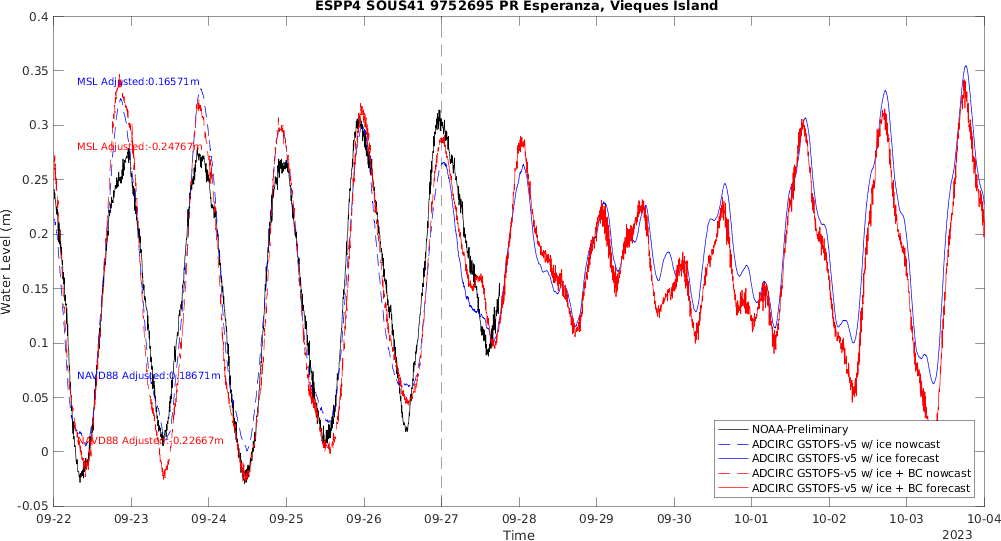 ESPP4 SOUS41 9752695 PR Esperanza, Vieques Island
0.4
0.35
0.3
0.25
0.2
0.15
0.1
0.05
0
-0.05
Water Level (m)
MSL Adjusted:0.16571m
MSL Adjusted:-0.24767m
NAVD88 Adjusted:0.18671m
NAVD88 Adjusted:-0.22667m
NOAA-Preliminary
ADCIRC GSTOFS-v5 w/ ice nowcast
ADCIRC GSTOFS-v5 w/ ice forecast
ADCIRC GSTOFS-v5 w/ ice + BC nowcast
ADCIRC GSTOFS-v5 w/ ice + BC forecast
09-22 09-23 09-24 09-25 09-26 09-27 09-28 09-29 09-30 10-01 10-02 10-03 10-04
Time
2023